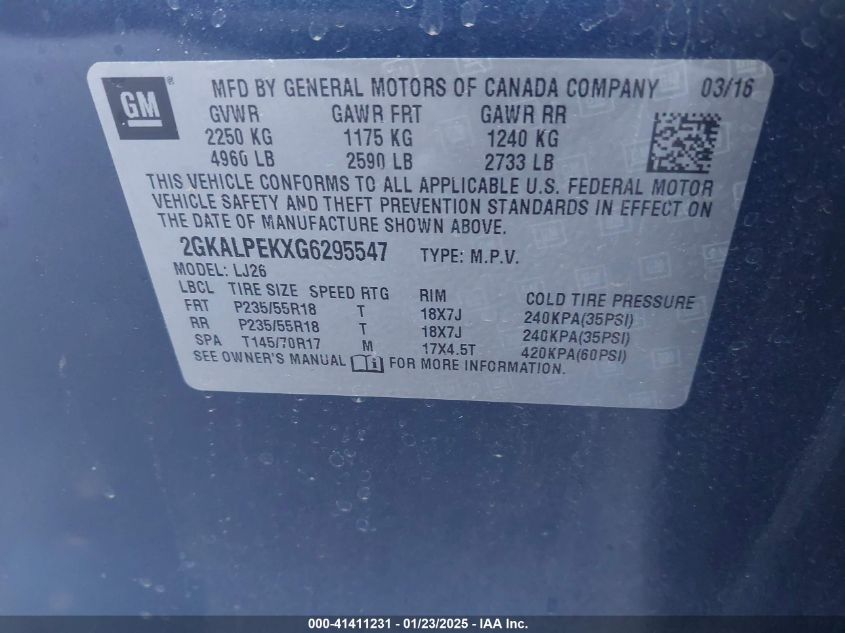 GM ®
MFD BY GENERAL MOTORS OF CANADA COMPANY 03/16
GVWR GAWR FRT GAWR RR
2250 KG 1175 KG 1240 KG
4960 LB 2590 LB 2733 LB
THIS VEHICLE CONFORMS TO ALL APPLICABLE U.S. FEDERAL MOTOR
VEHICLE SAFETY AND THEFT PREVENTION STANDARDS IN EFFECT ON
THE DATE OF MANUFACTURE SHOWN ABOVE.
2GKALPEKXG6295547 TYPE: M.P.V.
MODEL: LJ26
LBCL TIRE SIZE SPEED RTG RIM COLD TIRE PRESSURE
FRT P235/55R18 T 18X7J 240KPA(35PSI)
RR P235/55R18 T 18X7J 240KPA(35PSI)
SPA T145/70R17 M 17X4.5T 420KPA(60PSI)
SEE OWNER'S MANUAL FOR MORE INFORMATION.
000-41411231 - 01/23/2025 - IAA Inc.